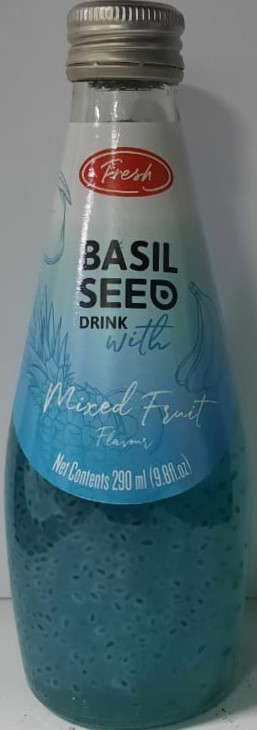 Fresh
BASIL
SEED
DRINK with
Mixed Fruit
Flavour
Net Contents 290 ml (9.8fl.oz)